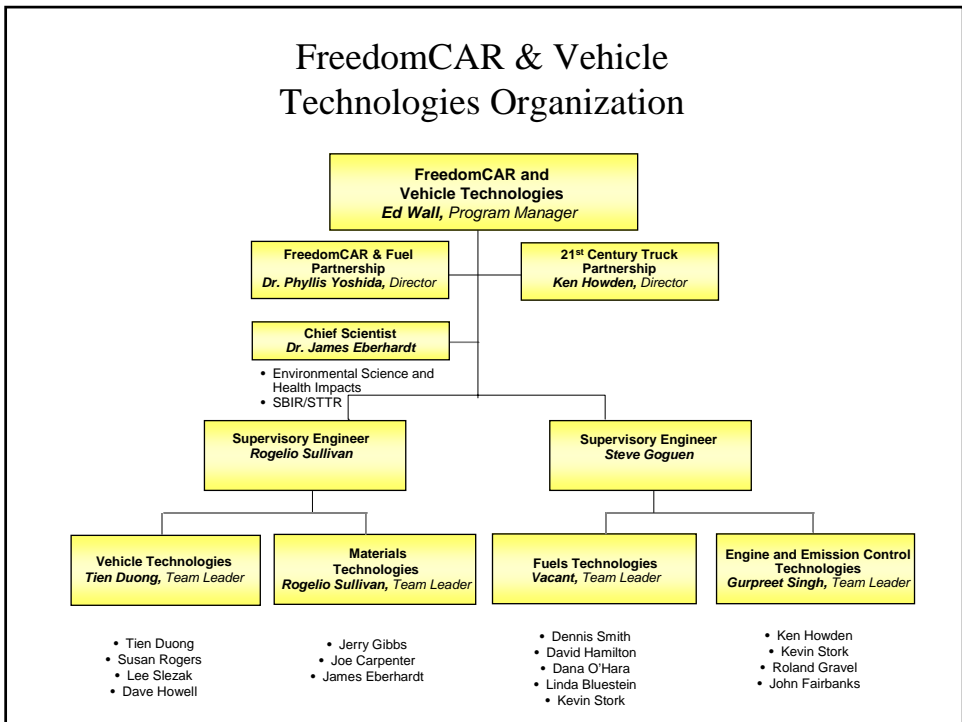 FreedomCAR & Vehicle
Technologies Organization
FreedomCAR and
Vehicle Technologies
Ed Wall, Program Manager
FreedomCAR & Fuel
Partnership
Dr. Phyllis Yoshida, Director
21st Century Truck
Partnership
Ken Howden, Director
Chief Scientist
Dr. James Eberhardt
• Environmental Science and
Health Impacts
• SBIR/STTR
Supervisory Engineer
Rogelio Sullivan
Supervisory Engineer
Steve Goguen
Vehicle Technologies
Tien Duong, Team Leader
Materials
Technologies
Rogelio Sullivan, Team Leader
Fuels Technologies
Vacant, Team Leader
Engine and Emission Control
Technologies
Gurpreet Singh, Team Leader
• Tien Duong
• Susan Rogers
• Lee Slezak
• Dave Howell
• Jerry Gibbs
• Joe Carpenter
• James Eberhardt
• Dennis Smith
• David Hamilton
• Dana O’Hara
• Linda Bluestein
• Kevin Stork
• Ken Howden
• Kevin Stork
• Roland Gravel
• John Fairbanks